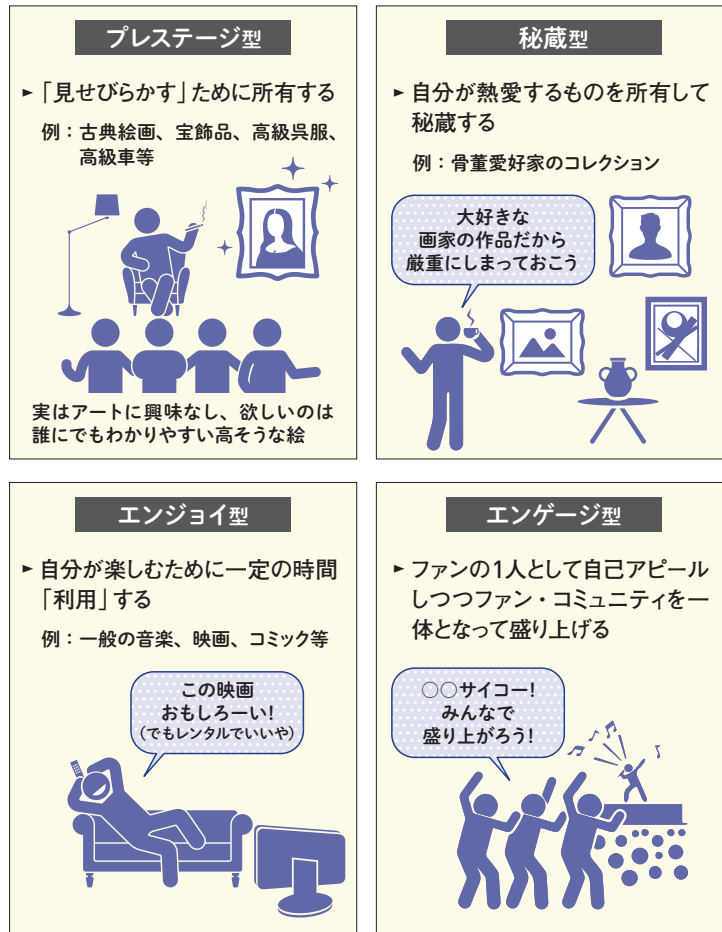 プレステージ型
► 「見せびらかす」ために所有する
例：古典絵画、宝飾品、高級呉服、
高級車等
実はアートに興味なし、欲しいのは
誰にでもわかりやすい高そうな絵
秘蔵型
► 自分が熱愛するものを所有して
秘蔵する
例：骨董愛好家のコレクション
大好きな
画家の作品だから
厳重にしまっておこう
エンジョイ型
► 自分が楽しむために一定の時間
「利用」する
例：一般の音楽、映画、コミック等
この映画
おもしろーい！
（でもレンタルでいいや）
エンゲージ型
► ファンの1人として自己アピール
しつつファン・コミュニティを一
体となって盛り上げる
○○サイコー！
みんなで
盛り上がろう！